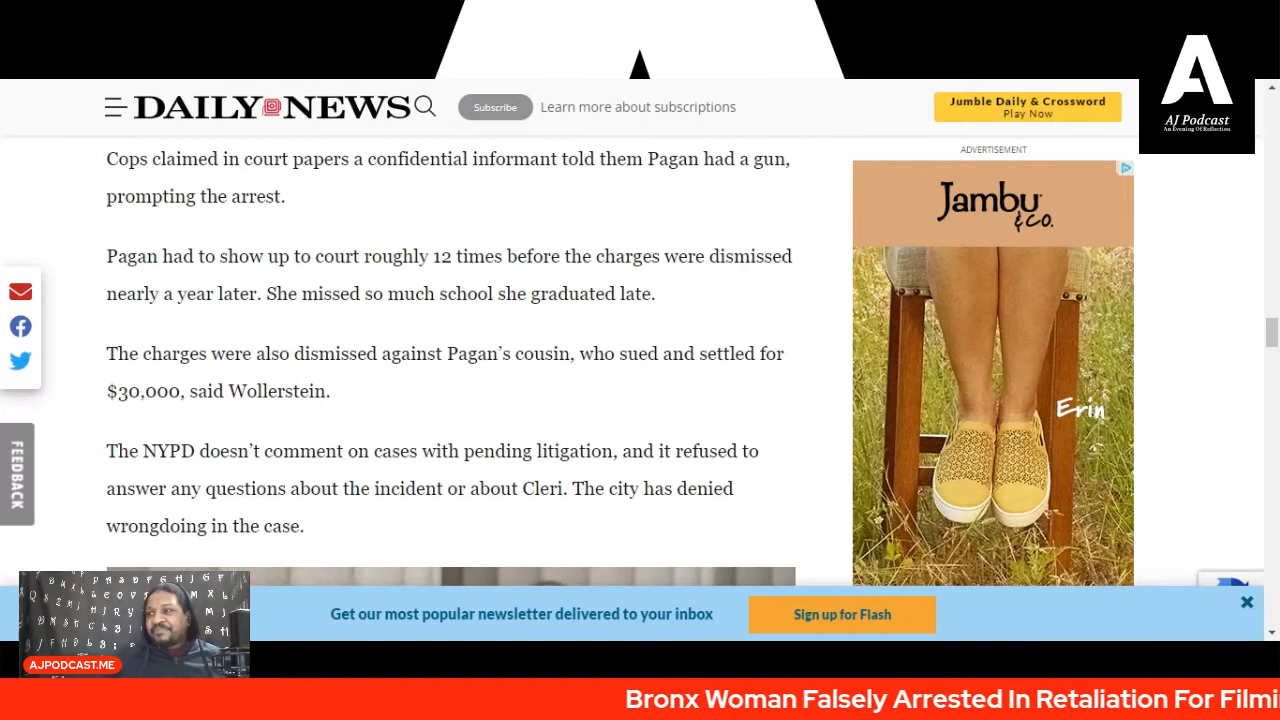 DAILY NEWS
Subscribe
Learn more about subscriptions
Jumble Daily & Crossword
Play Now
A
AJ Podcast
An Evening Of Reflection
ADVERTISEMENT
Cops claimed in court papers a confidential informant told them Pagan had a gun,
prompting the arrest.
Pagan had to show up to court roughly 12 times before the charges were dismissed
nearly a year later. She missed so much school she graduated late.
The charges were also dismissed against Pagan’s cousin, who sued and settled for
$30,000, said Wollerstein.
The NYPD doesn’t comment on cases with pending litigation, and it refused to
answer any questions about the incident or about Cleri. The city has denied
wrongdoing in the case.
Jambu
& CO.
Erin
FEEDBACK
Get our most popular newsletter delivered to your inbox
Sign up for Flash
AJPODCAST.ME
Bronx Woman Falsely Arrested In Retaliation For Filmi